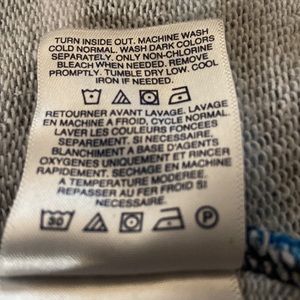 TURN INSIDE OUT. MACHINE WASH
COLD NORMAL. WASH DARK COLORS
SEPARATELY. ONLY NON-CHLORINE
BLEACH WHEN NEEDED. REMOVE
PROMPTLY. TUMBLE DRY LOW. COOL
IRON IF NEEDED.
RETOURNER AVANT LAVAGE. LAVAGE
EN MACHINE A FROID, CYCLE NORMAL.
LAVER LES COULEURS FONCEES
SEPAREMENT. SI NECESSAIRE,
BLANCHIMENT A BASE D'AGENTS
OXYGENES UNIQUEMENT ET RINCER
RAPIDEMENT. SECHAGE EN MACHINE
A TEMPERATURE MODEREE.
REPASSER AU FER FROID SI
NECESSAIRE.
30 P